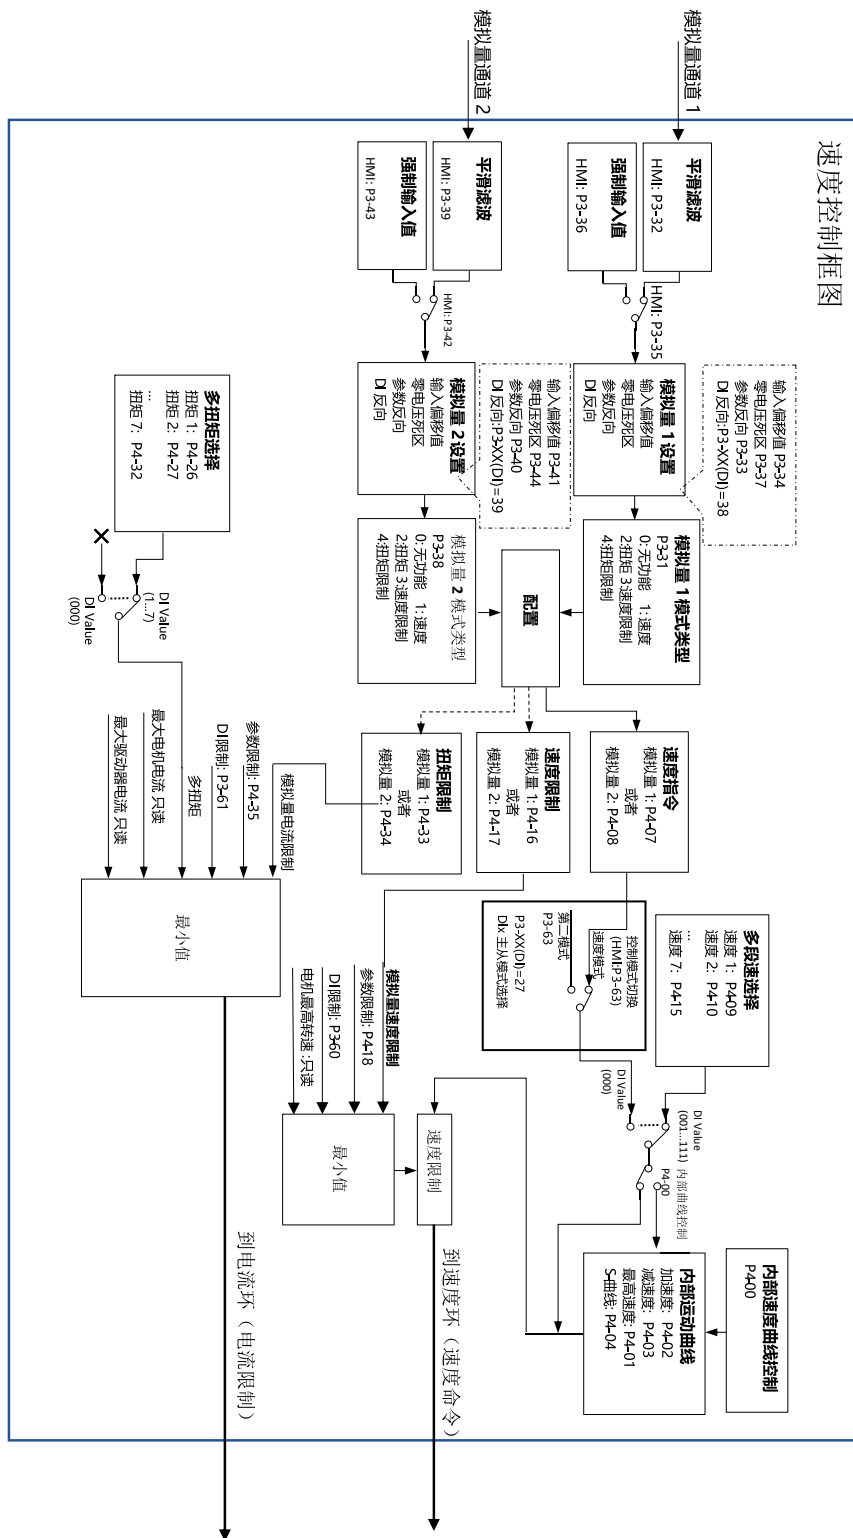 速度控制框图
模拟量通道 1
平滑滤波
HMI: P3-32
强制输入值
HMI: P3-36
HMI: P3-35
输入偏移值 P3-34
零电压死区 P3-37
参数反向 P3-33
DI 反向:P3-XX(DI)=38
模拟量 1 设置
输入偏移值
零电压死区
参数反向
DI 反向
模拟量 1 模式类型
P3-31
0:无功能 1:速度
2:扭矩 3:速度限制
4:扭矩限制
模拟量通道 2
平滑滤波
HMI: P3-39
强制输入值
HMI: P3-43
HMI: P3-42
输入偏移值 P3-41
零电压死区 P3-44
参数反向 P3-40
DI 反向:P3-XX(DI)=39
模拟量 2 设置
输入偏移值
零电压死区
参数反向
DI 反向
模拟量 2 模式类型
P3-38
0:无功能 1:速度
2:扭矩 3:速度限制
4:扭矩限制
配置
速度指令
模拟量 1: P4-07
或者
模拟量 2: P4-08
速度限制
模拟量 1: P4-16
或者
模拟量 2: P4-17
扭矩限制
模拟量 1: P4-33
或者
模拟量 2: P4-34
多段速选择
速度 1: P4-09
速度 2: P4-10
...
速度 7: P4-15
控制模式切换
(HMI:P3-63)
速度模式
第二模式
P3-63
P3-XX(DI)=27
DIx 主从模式选择
DI Value
(001...111)
DI Value
(000)
内部曲线控制
P4-00
内部速度曲线控制
P4-00
内部运动曲线
加速度: P4-02
减速度: P4-03
最高速度: P4-01
S-曲线: P4-04
模拟量速度限制
参数限制: P4-18
DI限制: P3-60
电机最高转速 :只读
最小值
速度限制
到速度环（速度命令）
多扭矩选择
扭矩 1: P4-26
扭矩 2: P4-27
...
扭矩 7: P4-32
DI Value
(1...7)
DI Value
(000)
模拟量电流限制
参数限制: P4-35
DI限制: P3-61
多扭矩
最大电机电流 只读
最大驱动器电流 只读
最小值
到电流环（电流限制）